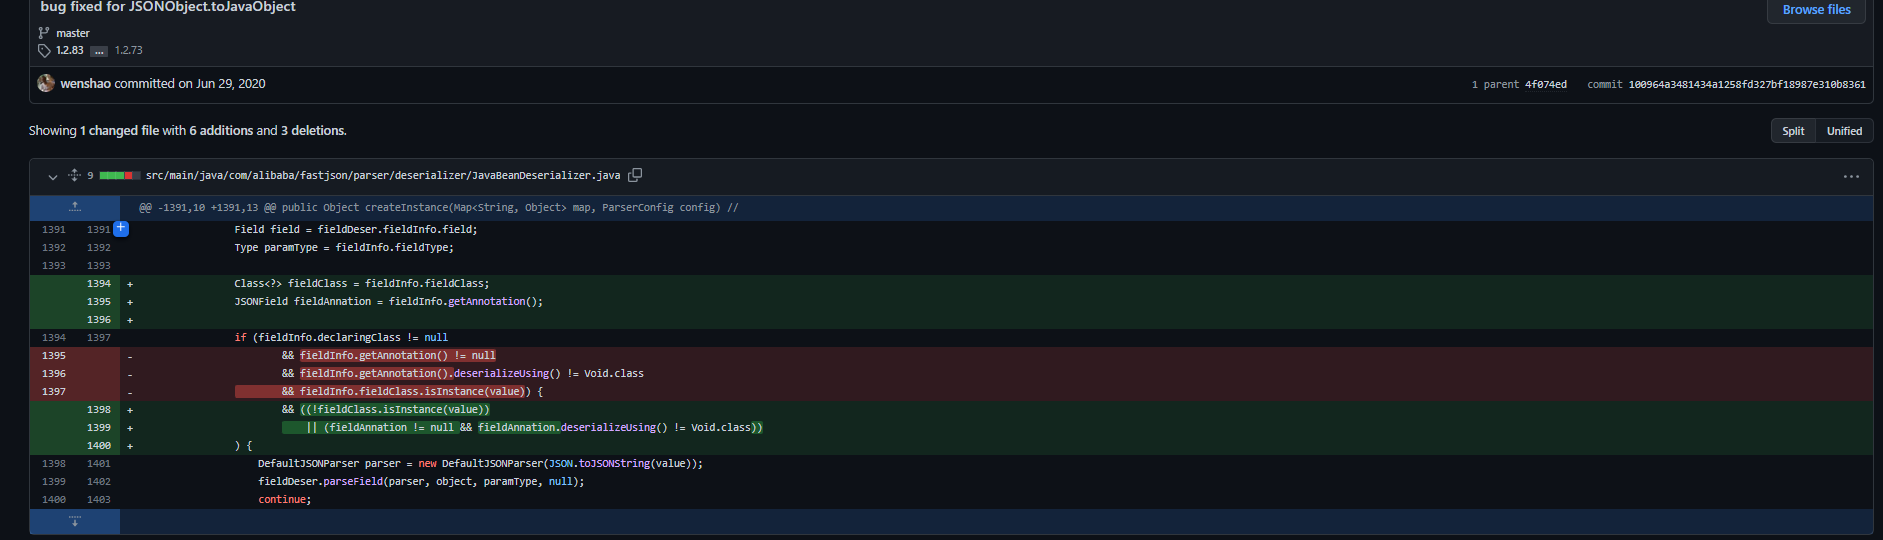 bug fixed for JSONObject.toJavaObject
Browse files
master
1.2.83 ... 1.2.73
wenshao committed on Jun 29, 2020
1 parent 4f074ed commit 100964a3481434a1258fd327bf18987e310b8361
Showing 1 changed file with 6 additions and 3 deletions.
Split Unified
9 src/main/java/com/alibaba/fastjson/parser/deserializer/JavaBeanDeserializer.java
@@ -1391,10 +1391,13 @@ public Object createInstance(Map<String, Object> map, ParserConfig config) //
1391 1391 Field field = fieldDeser.fieldInfo.field;
1392 1392 Type paramType = fieldInfo.fieldType;
1393 1393
1394 + Class<?> fieldClass = fieldInfo.fieldClass;
1395 + JSONField fieldAnnation = fieldInfo.getAnnotation();
1396 +
1394 1397 if (fieldInfo.declaringClass != null
1395 - && fieldInfo.getAnnotation() != null
1396 - && fieldInfo.getAnnotation().deserializeUsing() != Void.class
1397 - && fieldInfo.fieldClass.isInstance(value)) {
1398 + && ((!fieldClass.isInstance(value))
1399 + || (fieldAnnation != null && fieldAnnation.deserializeUsing() != Void.class))
1400 + ) {
1398 1401 DefaultJSONParser parser = new DefaultJSONParser(JSON.toJSONString(value));
1399 1402 fieldDeser.parseField(parser, object, paramType, null);
1400 1403 continue;